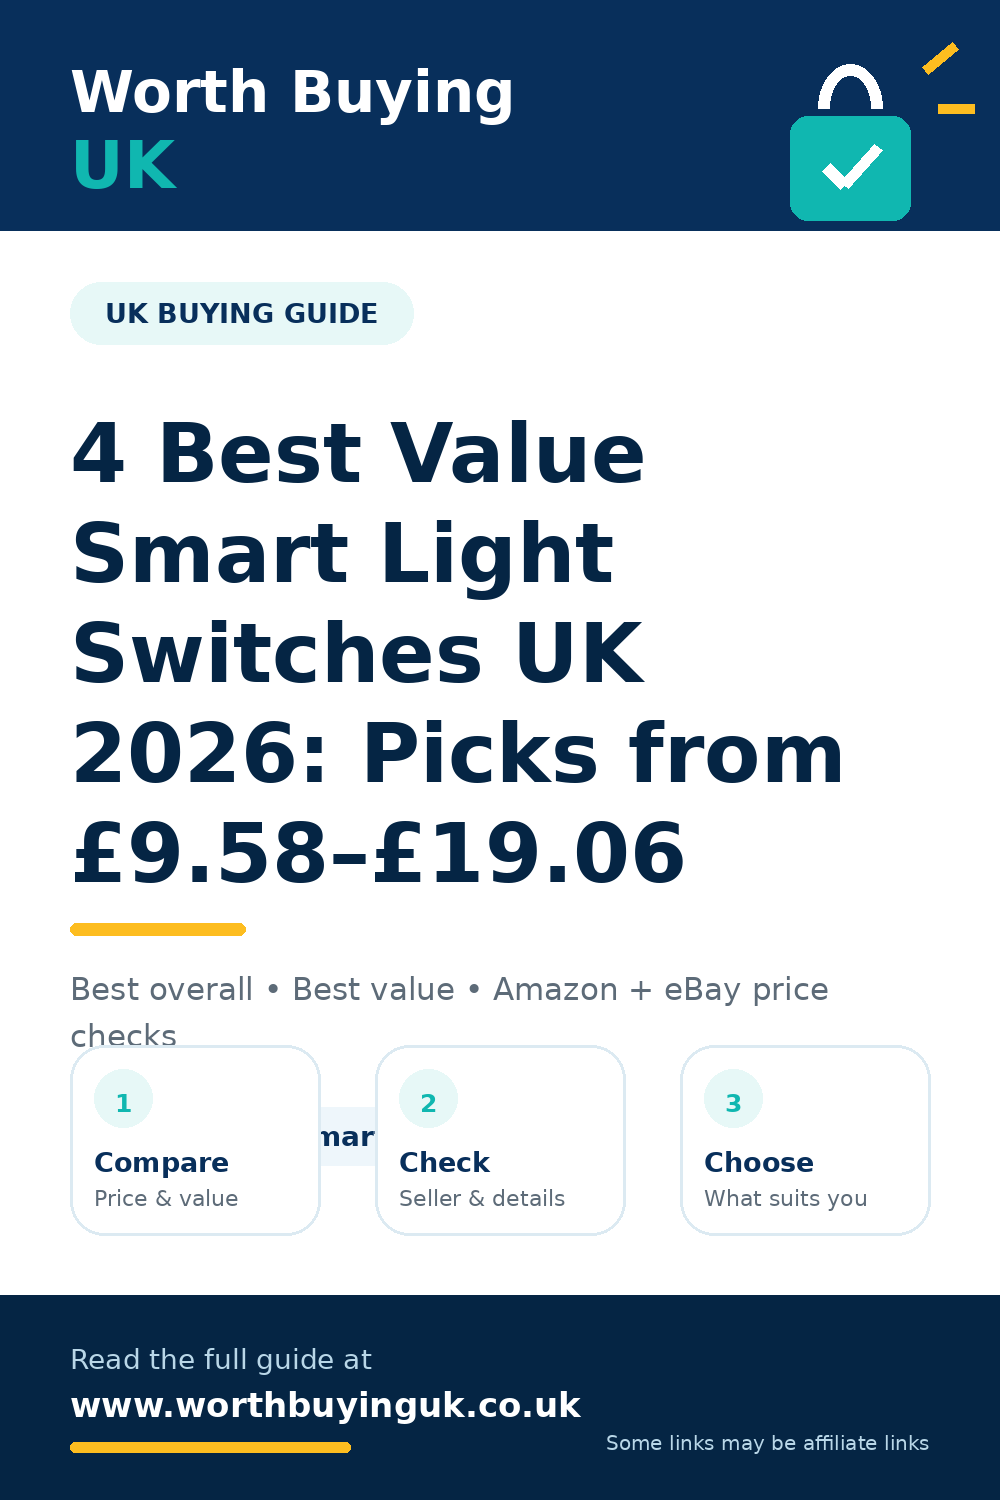 Worth Buying
UK
UK BUYING GUIDE
4 Best Value
Smart Light
Switches UK
2026: Picks from
£9.58–£19.06
Best overall • Best value • Amazon + eBay price
checks
1
Compare
Price & value
2
Check
Seller & details
3
Choose
What suits you
Read the full guide at
www.worthbuyinguk.co.uk
Some links may be affiliate links